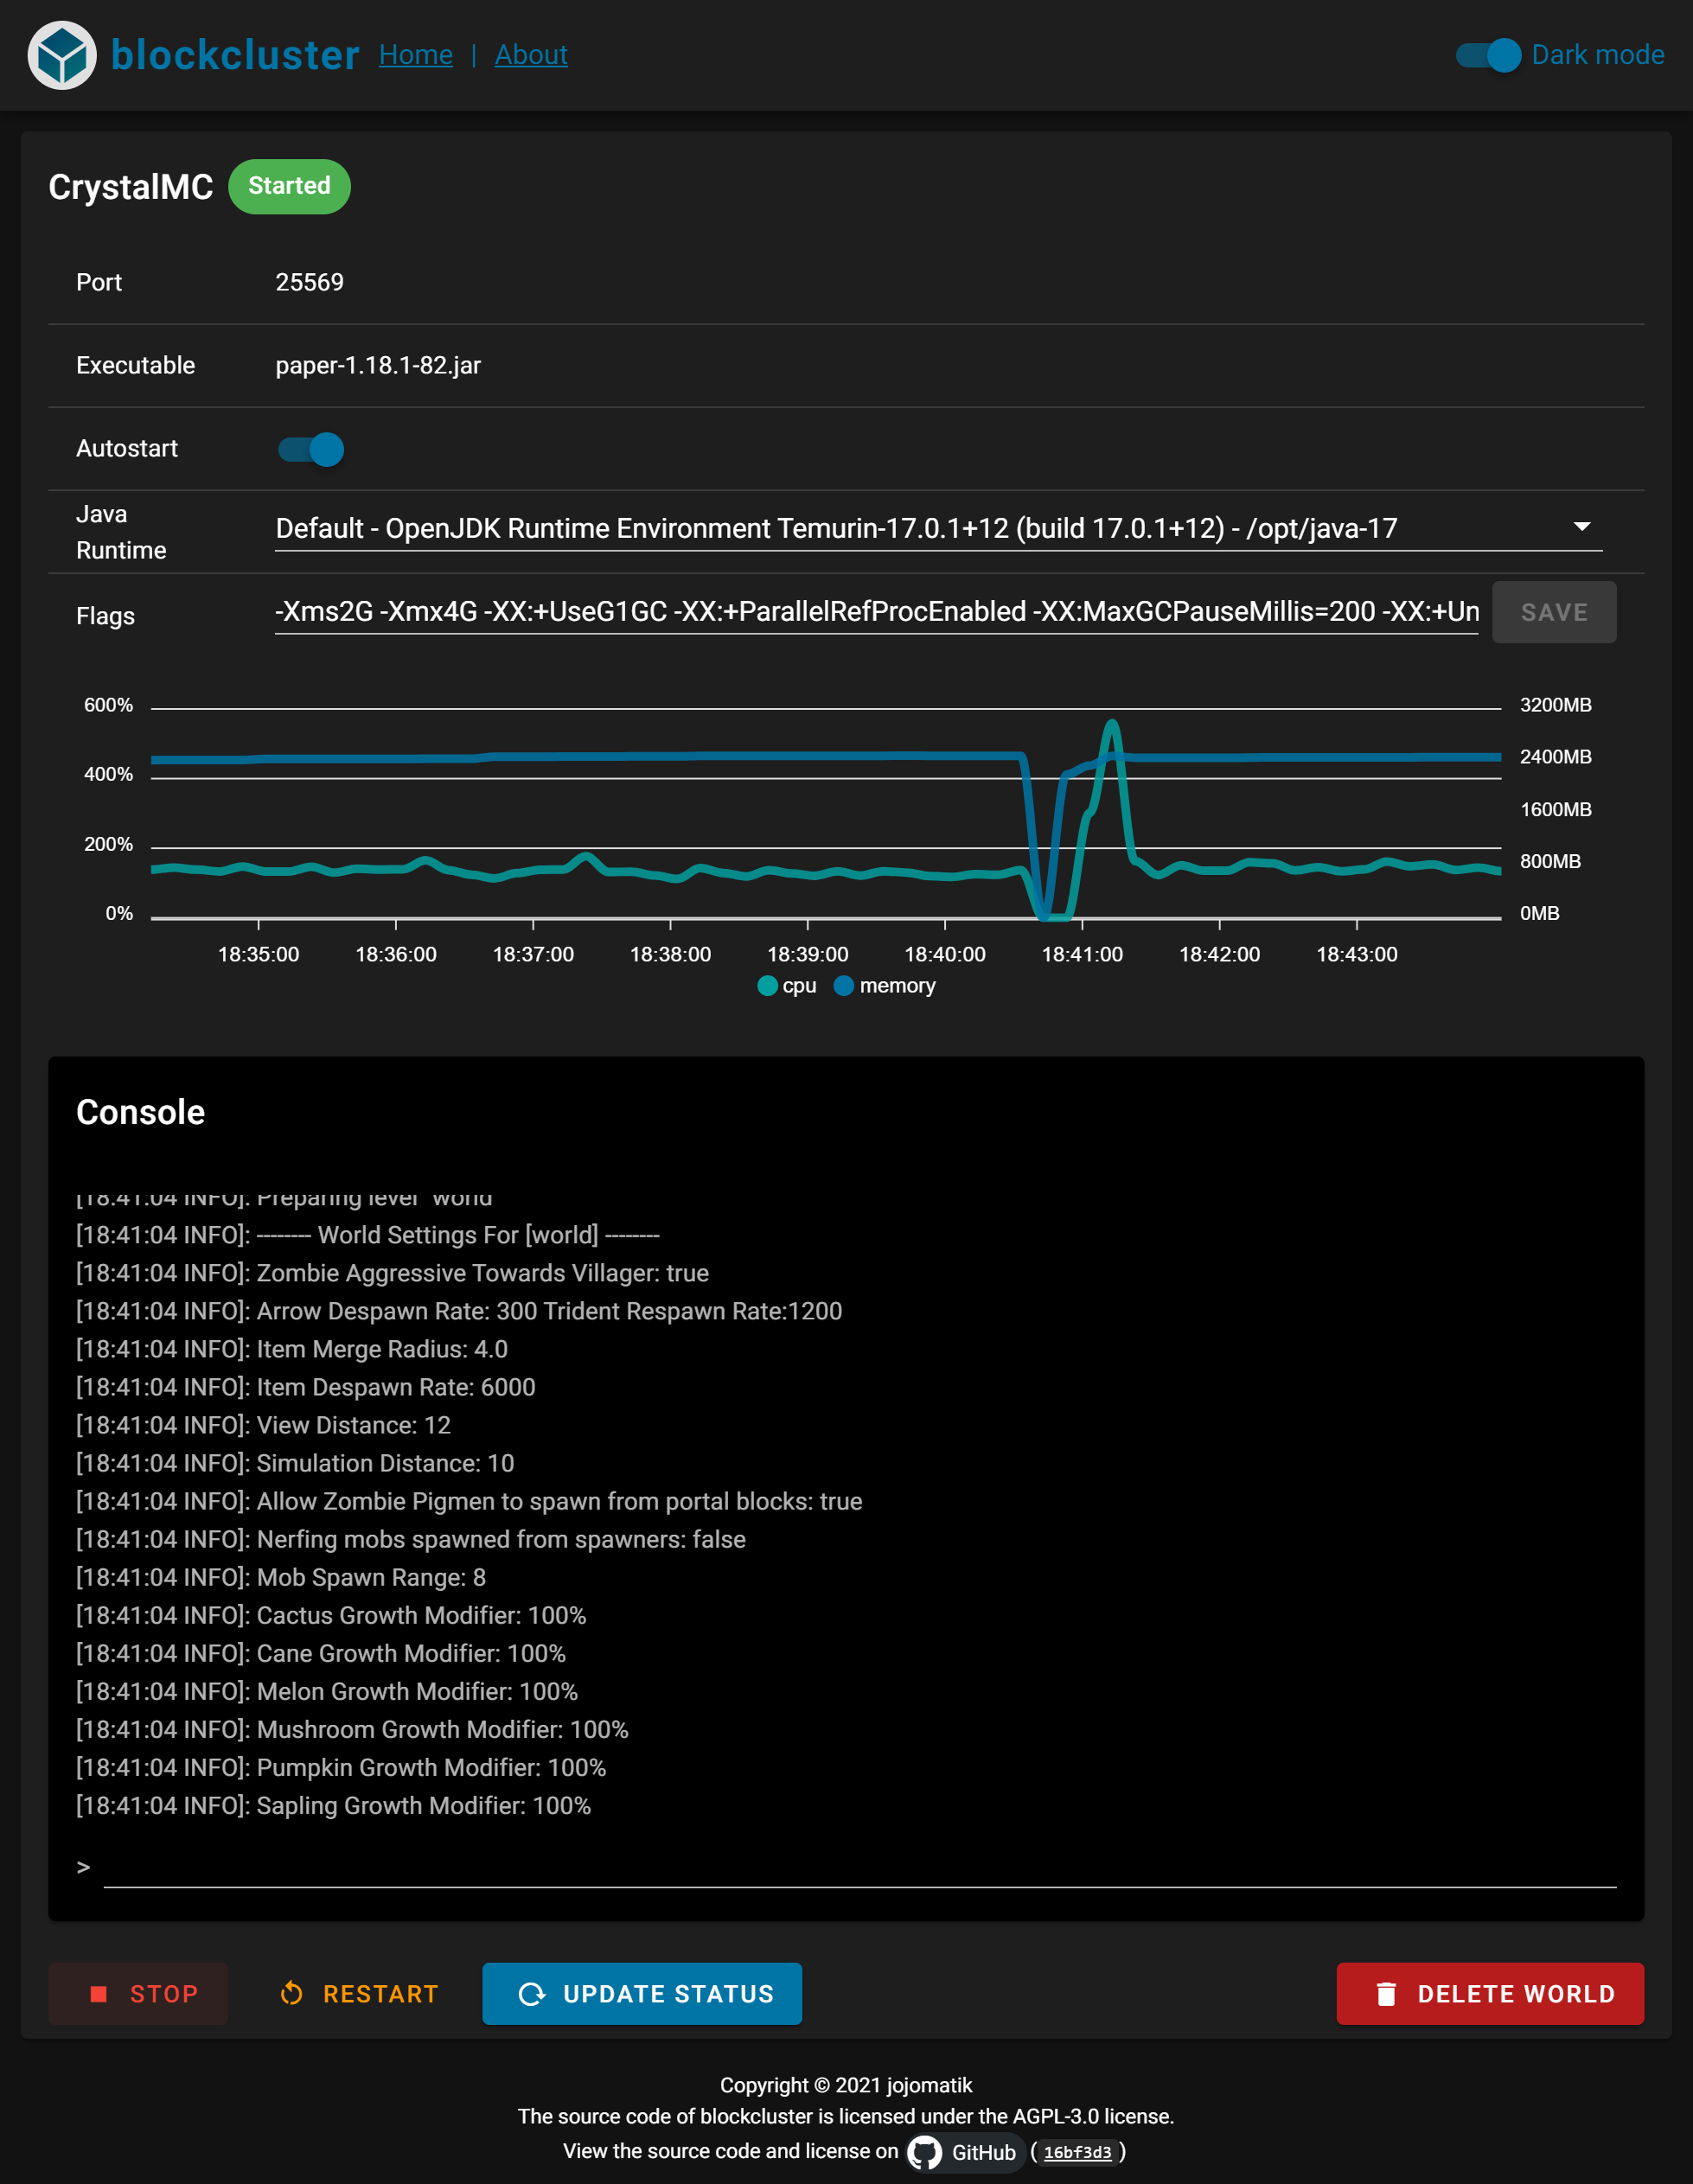 blockcluster Home | About Dark mode
CrystalMC Started
Port 25569
Executable paper-1.18.1-82.jar
Autostart
Java
Runtime
Default - OpenJDK Runtime Environment Temurin-17.0.1+12 (build 17.0.1+12) - /opt/java-17
Flags -Xms2G -Xmx4G -XX:+UseG1GC -XX:+ParallelRefProcEnabled -XX:MaxGCPauseMillis=200 -XX:+Un SAVE
600% 3200MB
2400MB
400%
1600MB
200%
800MB
0% 0MB
18:35:00 18:36:00 18:37:00 18:38:00 18:39:00 18:40:00 18:41:00 18:42:00 18:43:00
cpu memory
Console
[18:41:04 INFO]: Preparing level "world"
[18:41:04 INFO]: -------- World Settings For [world] --------
[18:41:04 INFO]: Zombie Aggressive Towards Villager: true
[18:41:04 INFO]: Arrow Despawn Rate: 300 Trident Respawn Rate:1200
[18:41:04 INFO]: Item Merge Radius: 4.0
[18:41:04 INFO]: Item Despawn Rate: 6000
[18:41:04 INFO]: View Distance: 12
[18:41:04 INFO]: Simulation Distance: 10
[18:41:04 INFO]: Allow Zombie Pigmen to spawn from portal blocks: true
[18:41:04 INFO]: Nerfing mobs spawned from spawners: false
[18:41:04 INFO]: Mob Spawn Range: 8
[18:41:04 INFO]: Cactus Growth Modifier: 100%
[18:41:04 INFO]: Cane Growth Modifier: 100%
[18:41:04 INFO]: Melon Growth Modifier: 100%
[18:41:04 INFO]: Mushroom Growth Modifier: 100%
[18:41:04 INFO]: Pumpkin Growth Modifier: 100%
[18:41:04 INFO]: Sapling Growth Modifier: 100%
>
STOP RESTART UPDATE STATUS DELETE WORLD
Copyright © 2021 jojomatik
The source code of blockcluster is licensed under the AGPL-3.0 license.
View the source code and license on GitHub (16bf3d3)